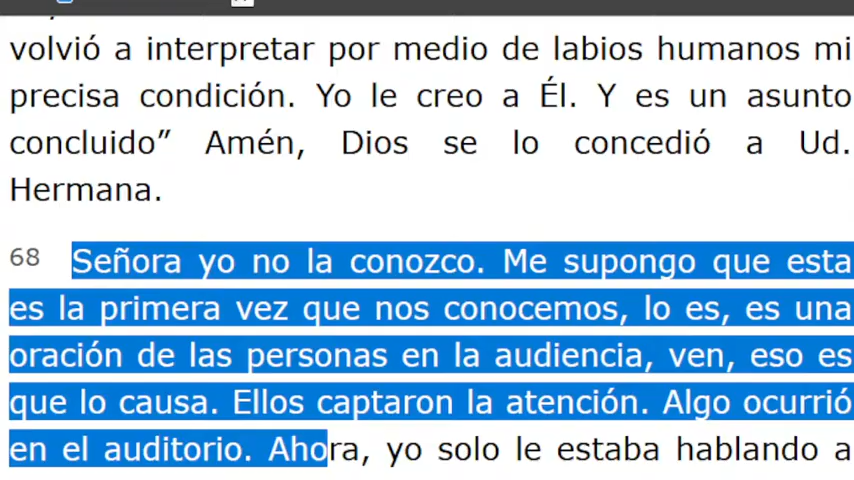 volvió a interpretar por medio de labios humanos mi
precisa condición. Yo le creo a Él. Y es un asunto
concluido” Amén, Dios se lo concedió a Ud.
Hermana.
68 Señora yo no la conozco. Me supongo que esta
es la primera vez que nos conocemos, lo es, es una
oración de las personas en la audiencia, ven, eso es
que lo causa. Ellos captaron la atención. Algo ocurrió
en el auditorio. Ahora, yo solo le estaba hablando a